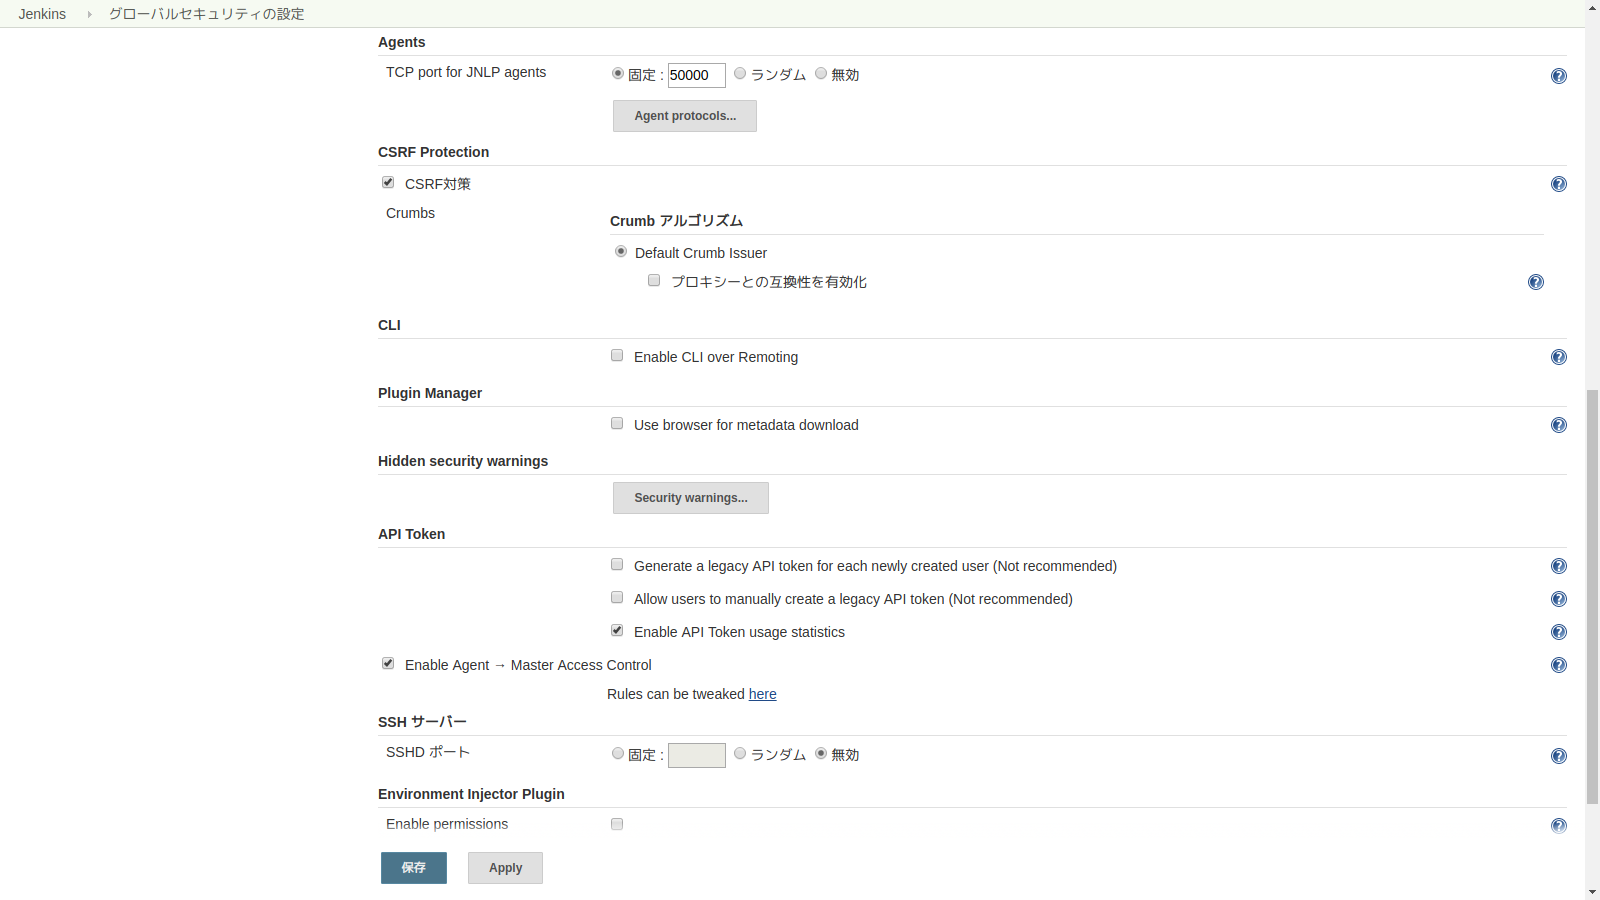 Jenkins グローバルセキュリティの設定
Agents
TCP port for JNLP agents 固定 : 50000 ランダム 無効
Agent protocols...
CSRF Protection
CSRF対策
Crumbs
Crumb アルゴリズム
Default Crumb Issuer
プロキシーとの互換性を有効化
CLI
Enable CLI over Remoting
Plugin Manager
Use browser for metadata download
Hidden security warnings
Security warnings...
API Token
Generate a legacy API token for each newly created user (Not recommended)
Allow users to manually create a legacy API token (Not recommended)
Enable API Token usage statistics
Enable Agent → Master Access Control
Rules can be tweaked here
SSH サーバー
SSHD ポート 固定 : ランダム 無効
Environment Injector Plugin
Enable permissions
保存 Apply